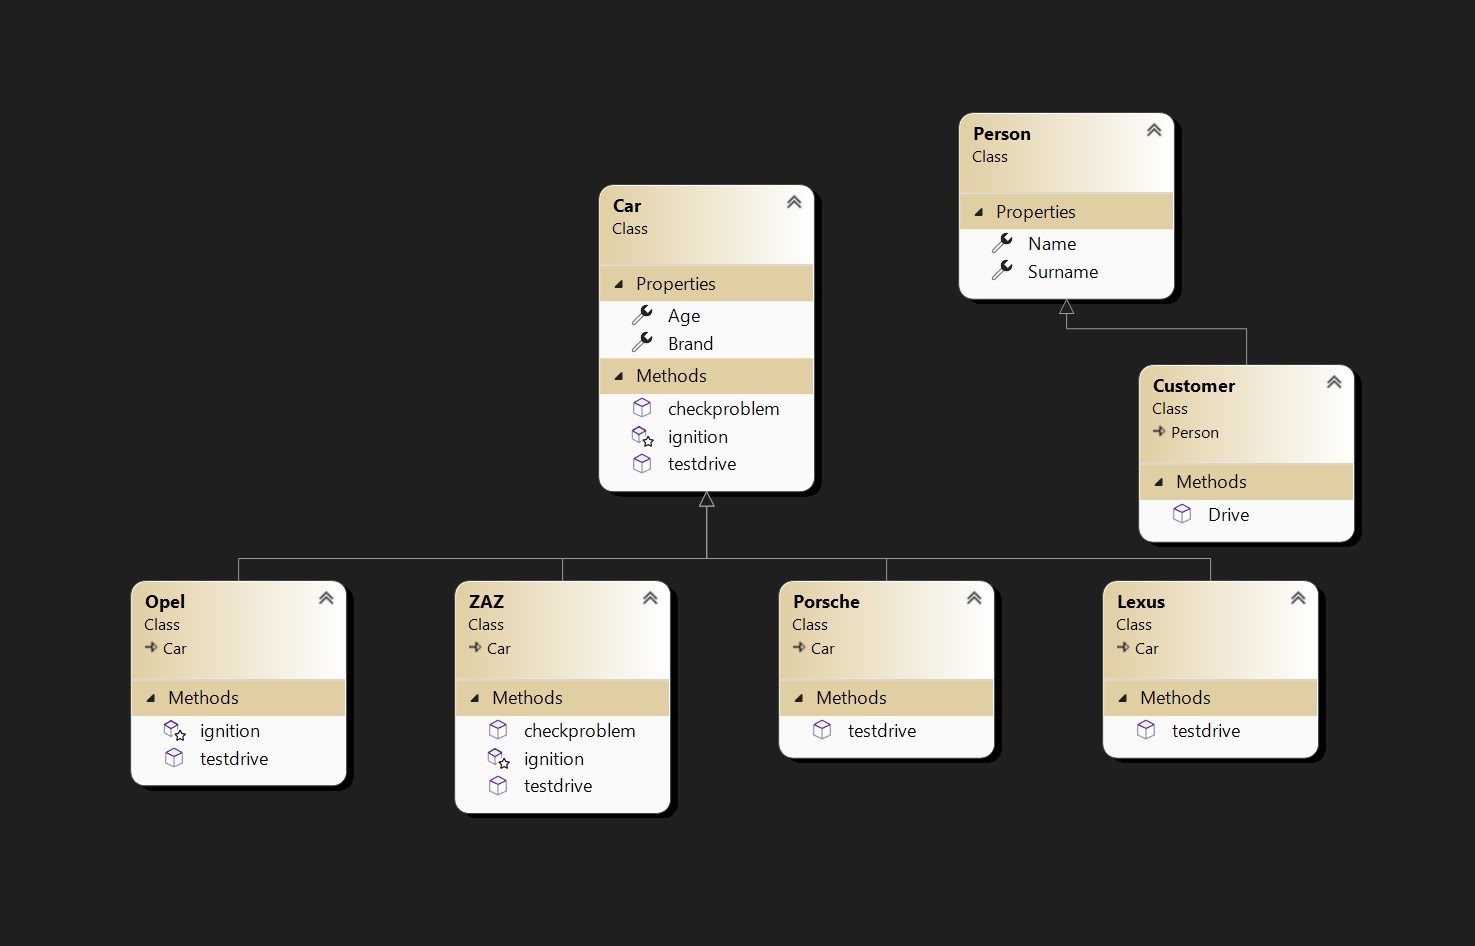 Person
Class
Properties
Name
Surname
Car
Class
Properties
Age
Brand
Methods
checkproblem
ignition
testdrive
Customer
Class
Person
Methods
Drive
Opel
Class
Car
Methods
ignition
testdrive
ZAZ
Class
Car
Methods
checkproblem
ignition
testdrive
Porsche
Class
Car
Methods
testdrive
Lexus
Class
Car
Methods
testdrive